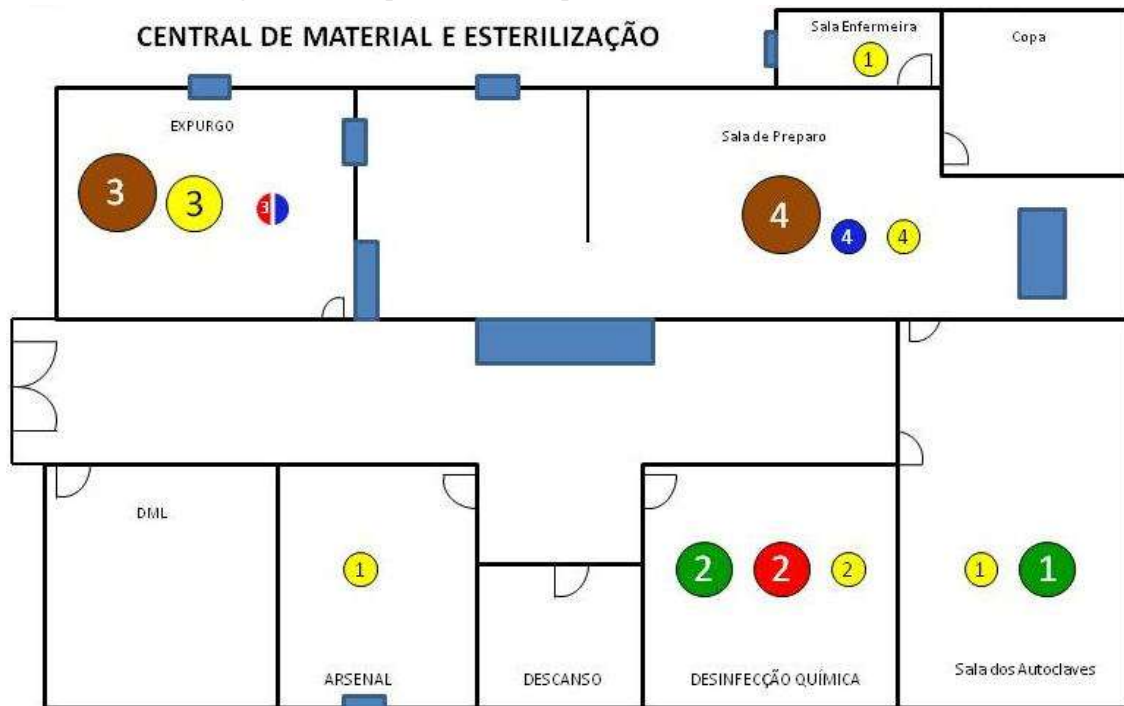 CENTRAL DE MATERIAL E ESTERILIZAÇÃO
Sala Enfermeira
1
Copa
EXPURGO
3
3
3
Sala de Preparo
4
4
4
DML
1
ARSENAL
DESCANSO
2
2
2
DESINFECÇÃO QUÍMICA
1
1
Sala dos Autoclaves